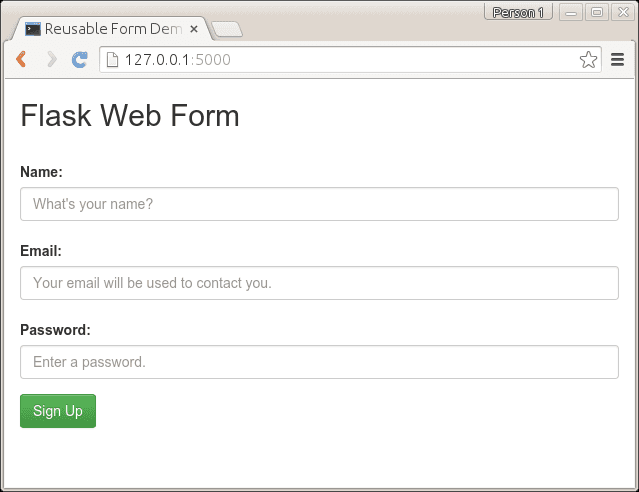 Person 1
Reusable Form Dem
127.0.0.1:5000
Flask Web Form
Name:
What's your name?
Email:
Your email will be used to contact you.
Password:
Enter a password.
Sign Up